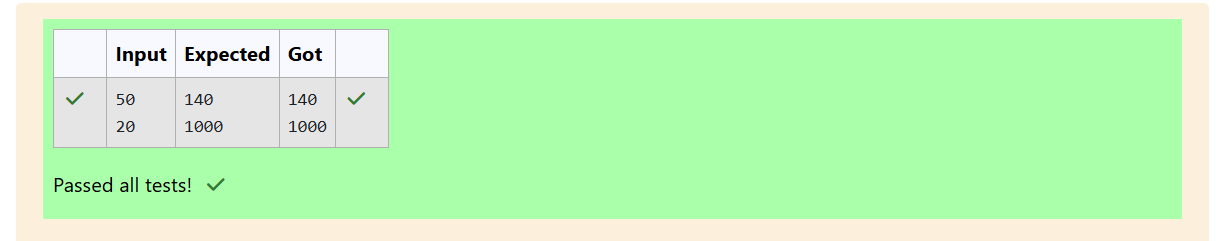 Input Expected Got
50 140 140
20 1000 1000
Passed all tests!